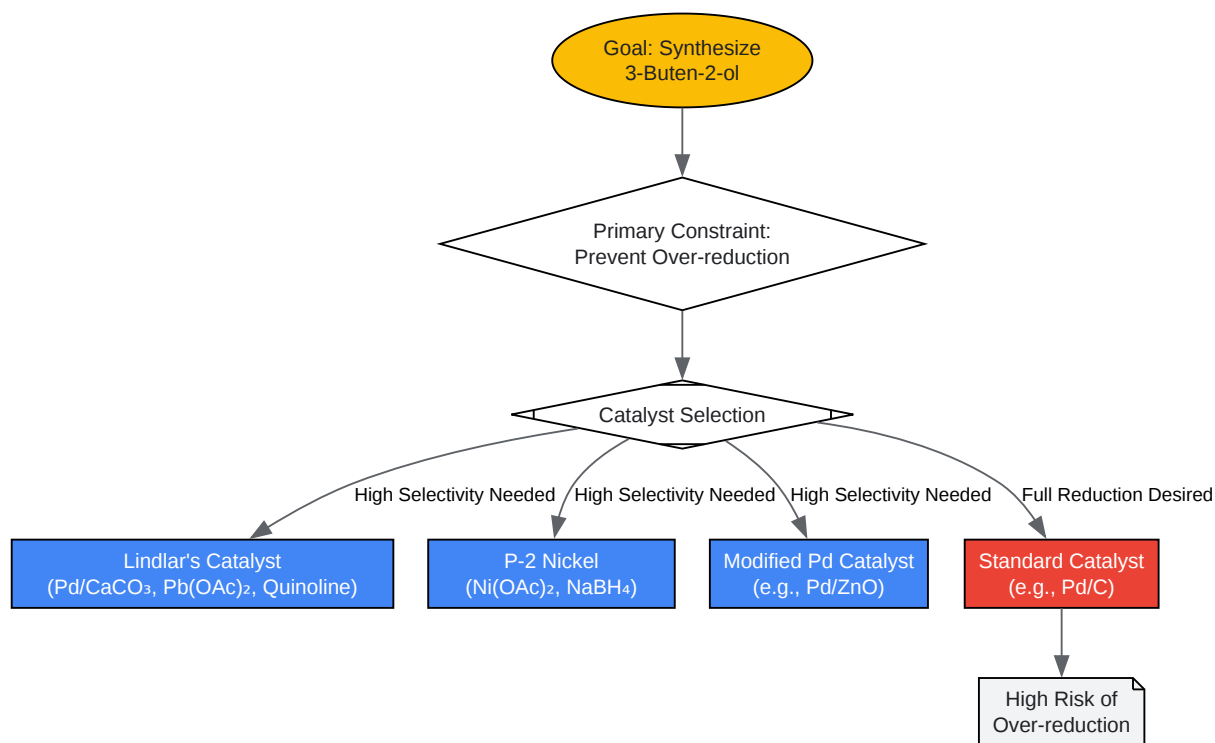 Goal: Synthesize
3-Buten-2-ol
Primary Constraint:
Prevent Over-reduction
Catalyst Selection
High Selectivity Needed
High Selectivity Needed
High Selectivity Needed
Full Reduction Desired
Lindlar's Catalyst
(Pd/CaCO₃, Pb(OAc)₂, Quinoline)
P-2 Nickel
(Ni(OAc)₂, NaBH₄)
Modified Pd Catalyst
(e.g., Pd/ZnO)
Standard Catalyst
(e.g., Pd/C)
High Risk of
Over-reduction